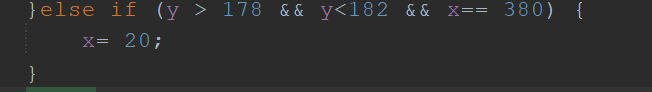 }else if (y > 178 && y<182 && x== 380) {
x= 20;
}